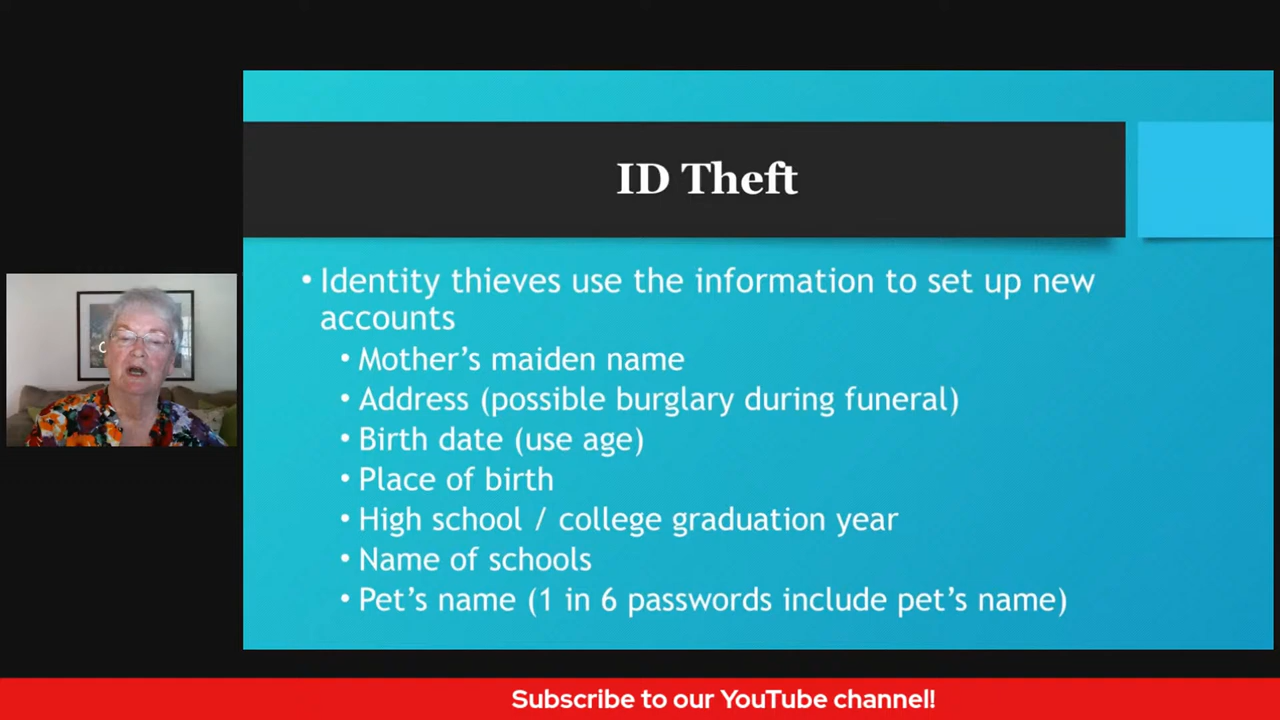 ID Theft
• Identity thieves use the information to set up new
accounts
• Mother’s maiden name
• Address (possible burglary during funeral)
• Birth date (use age)
• Place of birth
• High school / college graduation year
• Name of schools
• Pet’s name (1 in 6 passwords include pet’s name)
Subscribe to our YouTube channel!